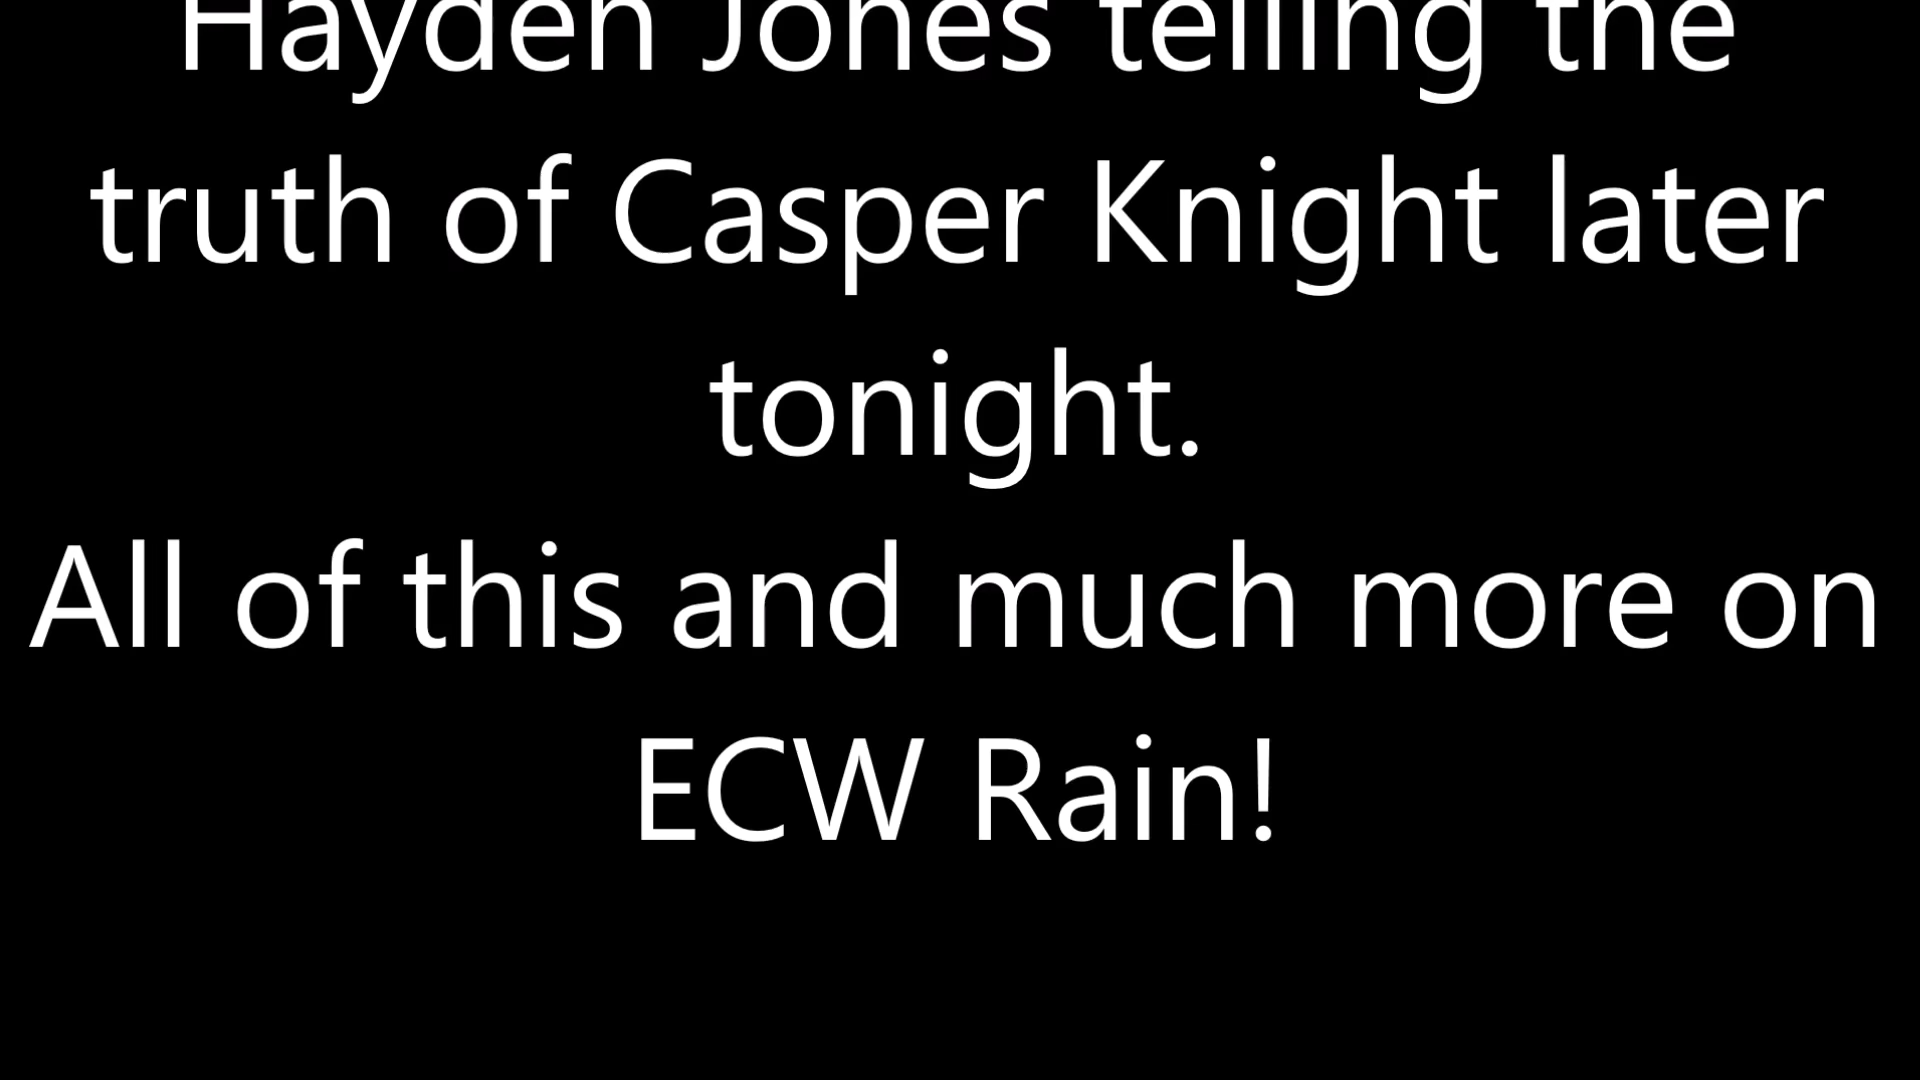 Hayden Jones telling the
truth of Casper Knight later
tonight.
All of this and much more on
ECW Rain!